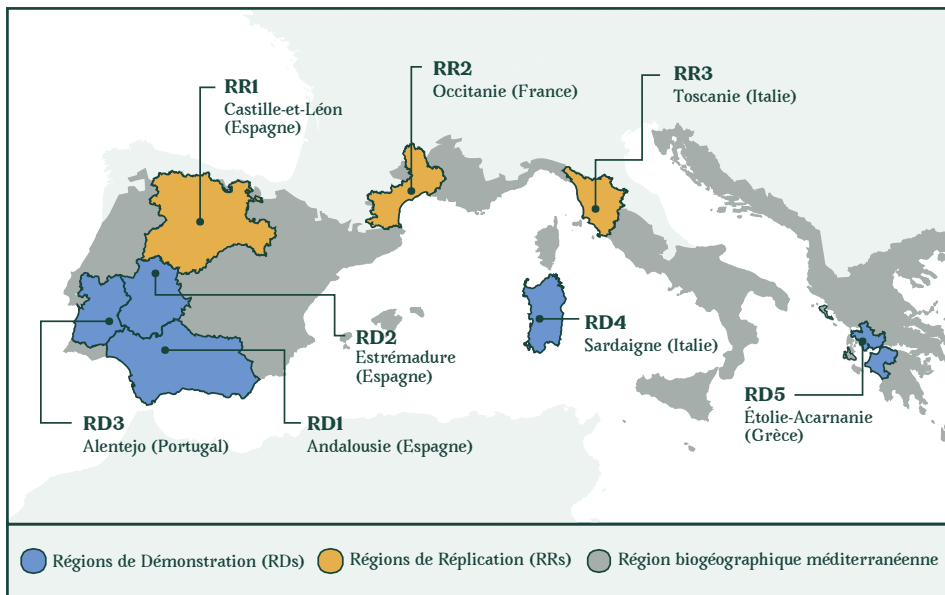 RR1
Castille-et-Léon
(Espagne)
RR2
Occitanie (France)
RR3
Toscanie (Italie)
RD2
Estrémadure
(Espagne)
RD4
Sardaigne (Italie)
RD5
Étolie-Acarnanie
(Grèce)
RD3
Alentejo (Portugal)
RD1
Andalousie (Espagne)
Régions de Démonstration (RDs)
Régions de Réplication (RRs)
Région biogéographique méditerranéenne